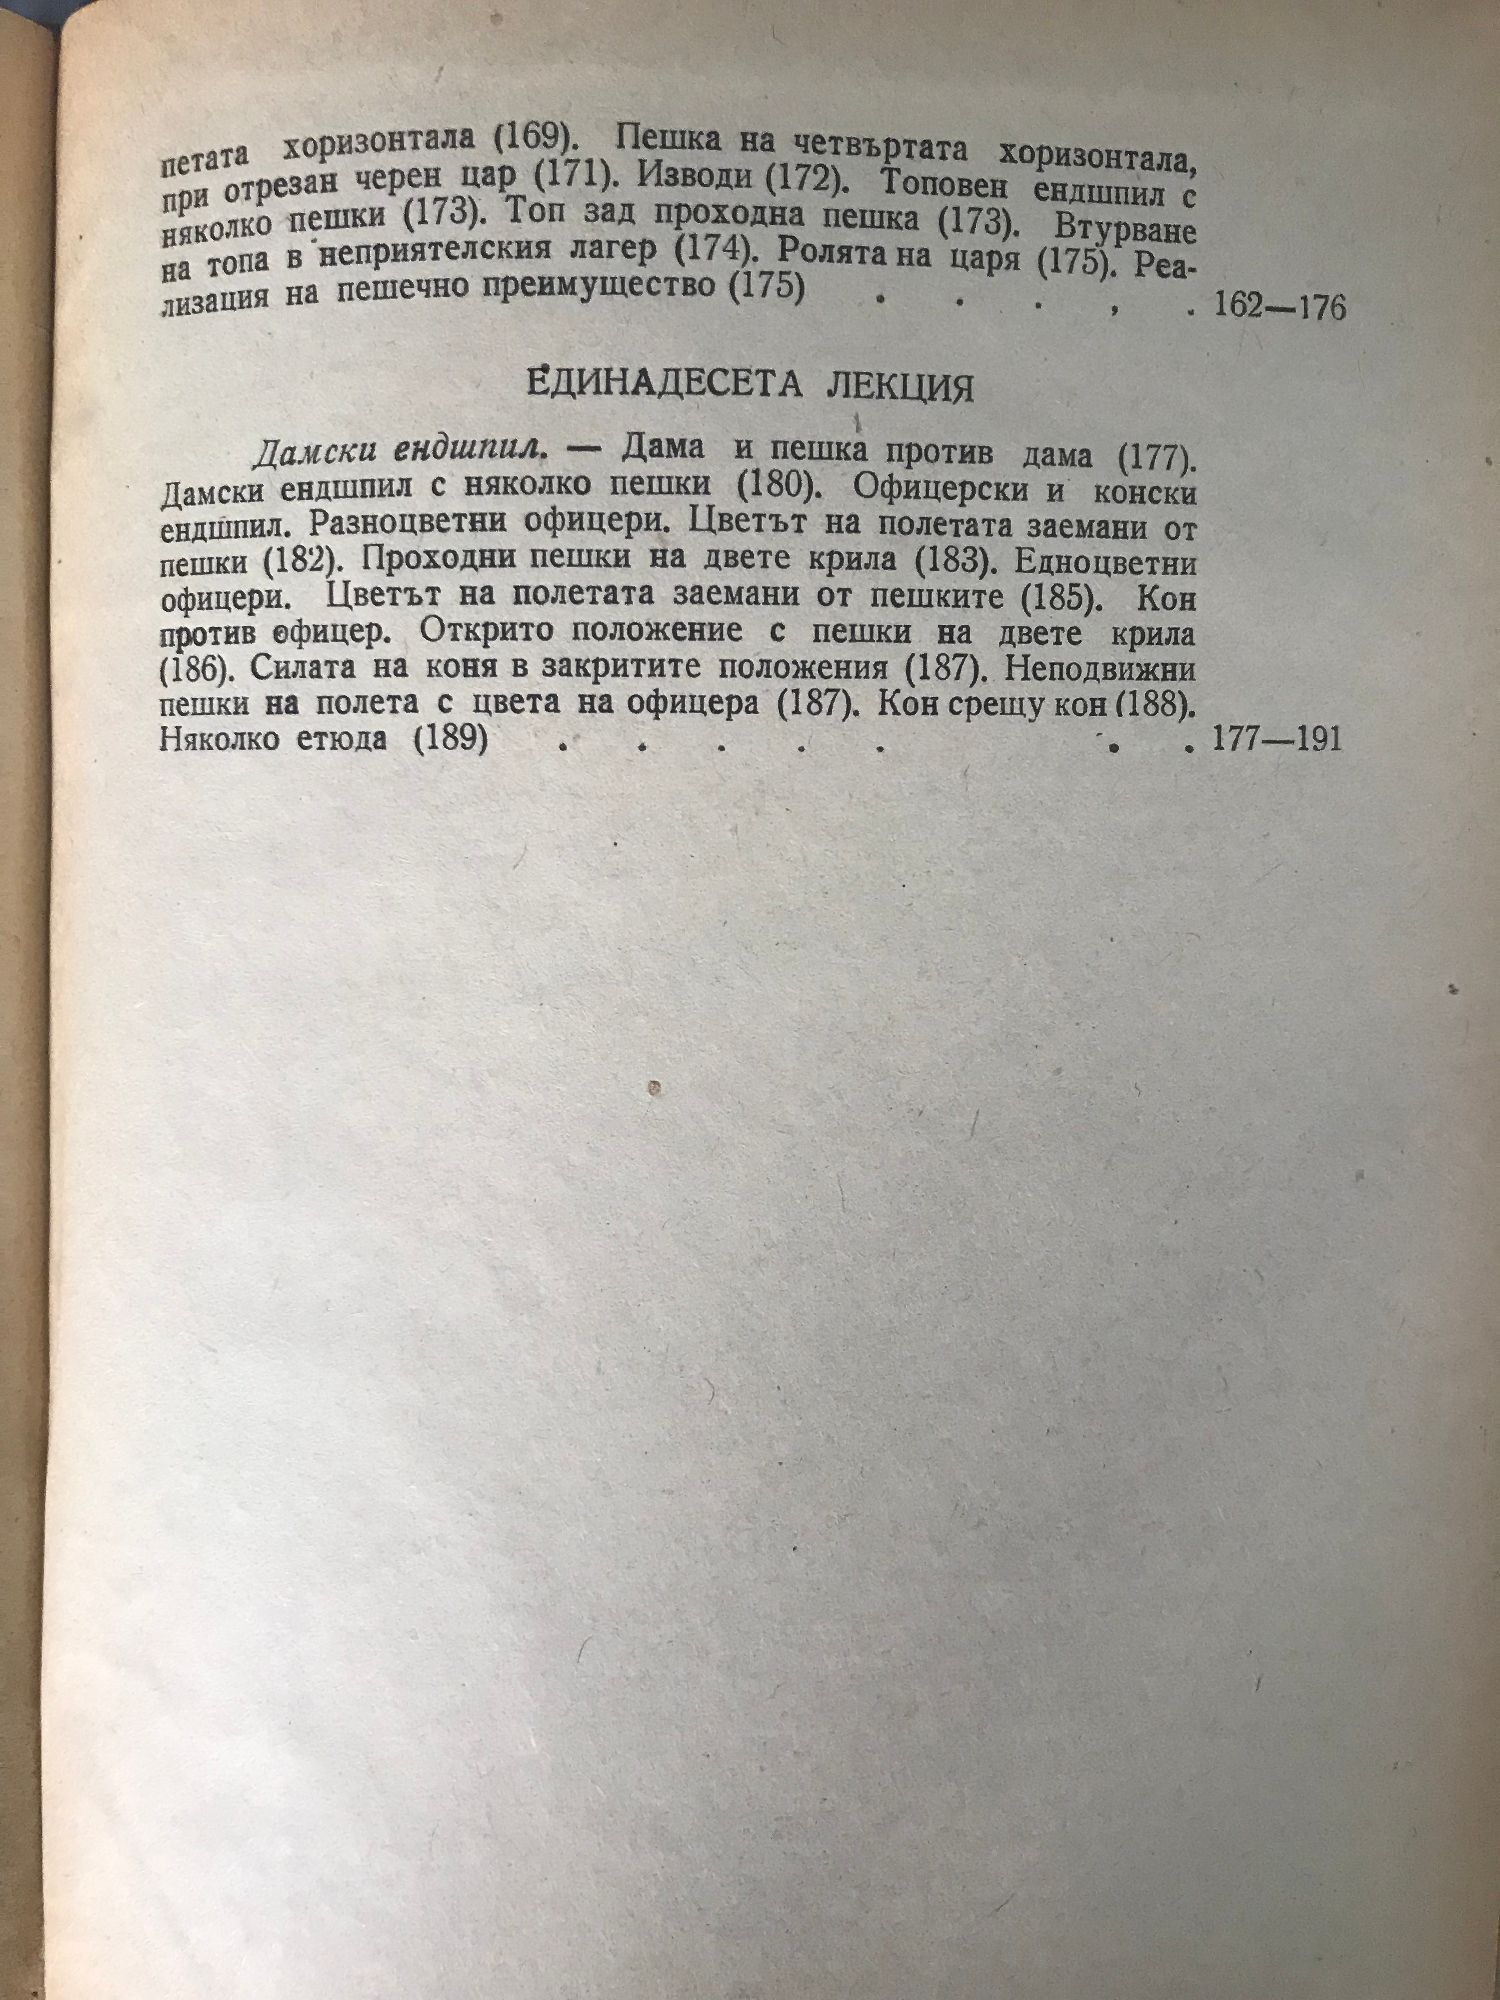 петата хоризонтала (169). Пешка на четвъртата хоризонтала,
при отрезан черен цар (171). Изводи (172). Топовен ендшпил с
няколко пешки (173). Топ зад проходна пешка (173). Втурване
на топа в неприятелския лагер (174). Ролята на царя (175). Реа-
лизация на пешечно преимущество (175) . . . , . 162—176
ЕДИНАДЕСЕТА ЛЕКЦИЯ
Дамски ендшпил. — Дама и пешка против дама (177).
Дамски ендшпил с няколко пешки (180). Офицерски и конски
ендшпил. Разноцветни офицери. Цветът на полетата заемани от
пешки (182). Проходни пешки на двете крила (183). Едноцветни
офицери. Цветът на полетата заемани от пешките (185). Кон
против офицер. Открито положение с пешки на двете крила
(186). Силата на коня в закритите положения (187). Неподвижни
пешки на полета с цвета на офицера (187). Кон срещу кон (188).
Няколко етюда (189) . . . . . . . 177—191